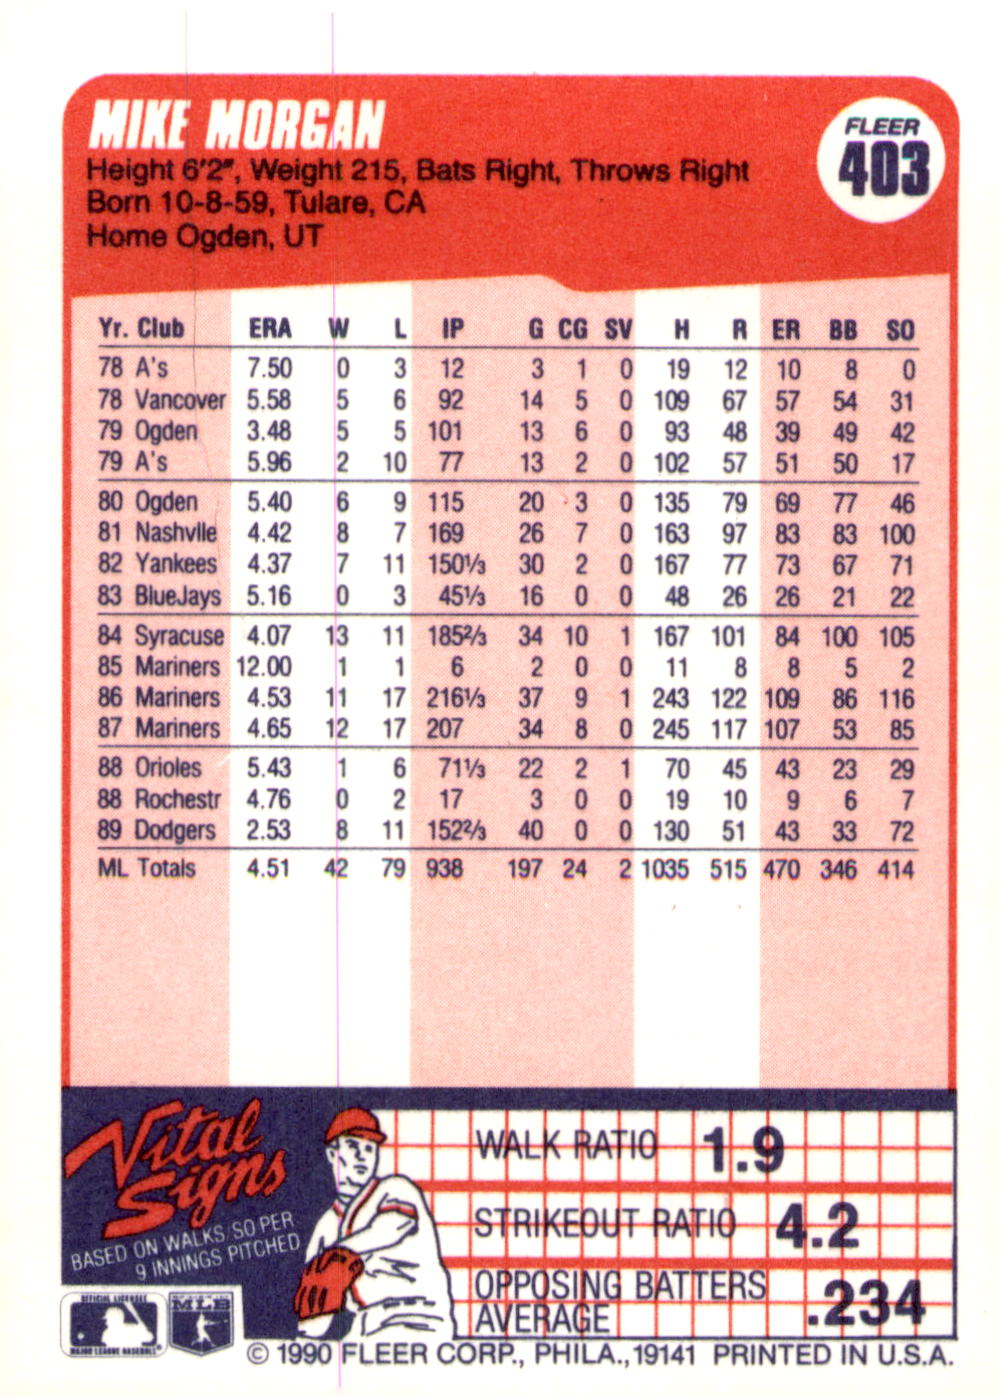 MIKE MORGAN
FLEER
403
Height 6'2", Weight 215, Bats Right, Throws Right
Born 10-8-59, Tulare, CA
Home Ogden, UT
Yr. Club ERA W L IP G CG SV H R ER BB SO
78 A's 7.50 0 3 12 3 1 0 19 12 10 8 0
78 Vancover 5.58 5 6 92 14 5 0 109 67 57 54 31
79 Ogden 3.48 5 5 101 13 6 0 93 48 39 49 42
79 A's 5.96 2 10 77 13 2 0 102 57 51 50 17
80 Ogden 5.40 6 9 115 20 3 0 135 79 69 77 46
81 Nashvlle 4.42 8 7 169 26 7 0 163 97 83 83 100
82 Yankees 4.37 7 11 150⅓ 30 2 0 167 77 73 67 71
83 BlueJays 5.16 0 3 45⅓ 16 0 0 48 26 26 21 22
84 Syracuse 4.07 13 11 185⅔ 34 10 1 167 101 84 100 105
85 Mariners 12.00 1 1 6 2 0 0 11 8 8 5 2
86 Mariners 4.53 11 17 216⅓ 37 9 1 243 122 109 86 116
87 Mariners 4.65 12 17 207 34 8 0 245 117 107 53 85
88 Orioles 5.43 1 6 71⅓ 22 2 1 70 45 43 23 29
88 Rochestr 4.76 0 2 17 3 0 0 19 10 9 6 7
89 Dodgers 2.53 8 11 152⅔ 40 0 0 130 51 43 33 72
ML Totals 4.51 42 79 938 197 24 2 1035 515 470 346 414
Vital
Signs
BASED ON WALKS/SO PER
9 INNINGS PITCHED
WALK RATIO 1.9
STRIKEOUT RATIO 4.2
OPPOSING BATTERS
AVERAGE .234
OFFICIAL LICENSEE
MAJOR LEAGUE BASEBALL
MLB
© 1990 FLEER CORP., PHILA., 19141 PRINTED IN U.S.A.